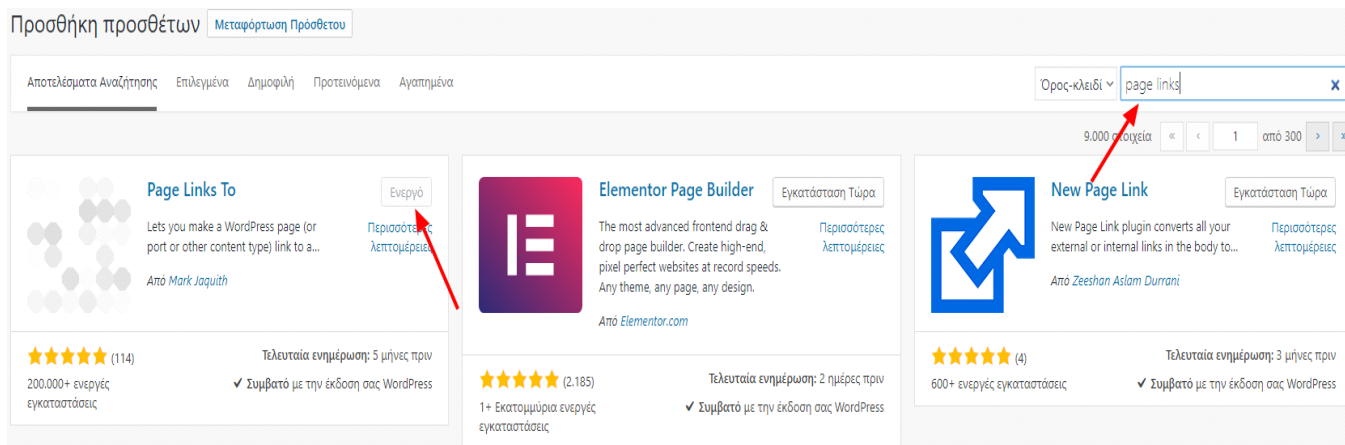 Προσθήκη προσθέτων Μεταφόρτωση Πρόσθετου
Αποτελέσματα Αναζήτησης Επιλεγμένα Δημοφιλή Προτεινόμενα Αγαπημένα Όρος-κλειδί page links
9.000 στοιχεία « ‹ 1 από 300 › »
Page Links To
Ενεργό
Lets you make a WordPress page (or
port or other content type) link to a...
Περισσότερες
λεπτομέρειες
Από Mark Jaquith
(114)
200.000+ ενεργές
εγκαταστάσεις
Τελευταία ενημέρωση: 5 μήνες πριν
✔ Συμβατό με την έκδοση σας WordPress
Elementor Page Builder
Εγκατάσταση Τώρα
The most advanced frontend drag &
drop page builder. Create high-end,
pixel perfect websites at record speeds.
Any theme, any page, any design.
Περισσότερες
λεπτομέρειες
Από Elementor.com
(2.185)
1+ Εκατομμύρια ενεργές
εγκαταστάσεις
Τελευταία ενημέρωση: 2 ημέρες πριν
✔ Συμβατό με την έκδοση σας WordPress
New Page Link
Εγκατάσταση Τώρα
New Page Link plugin converts all your
external or internal links in the body to...
Περισσότερες
λεπτομέρειες
Από Zeeshan Aslam Durrani
(4)
600+ ενεργές εγκαταστάσεις
Τελευταία ενημέρωση: 3 μήνες πριν
✔ Συμβατό με την έκδοση σας WordPress